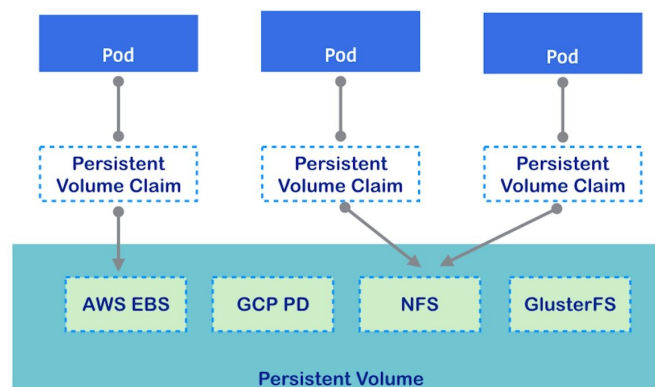 Pod
Pod
Pod
Persistent
Volume Claim
Persistent
Volume Claim
Persistent
Volume Claim
AWS EBS
GCP PD
NFS
GlusterFS
Persistent Volume